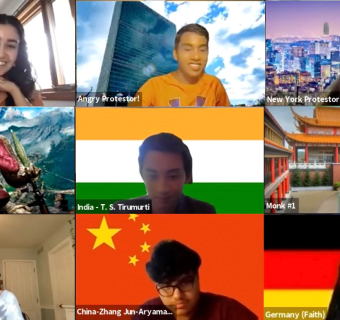 Angry Protestor!
New York Protestor
India - T. S. Tirumurti
Monk #1
China-Zhang Jun-Aryama...
Germany (Faith)